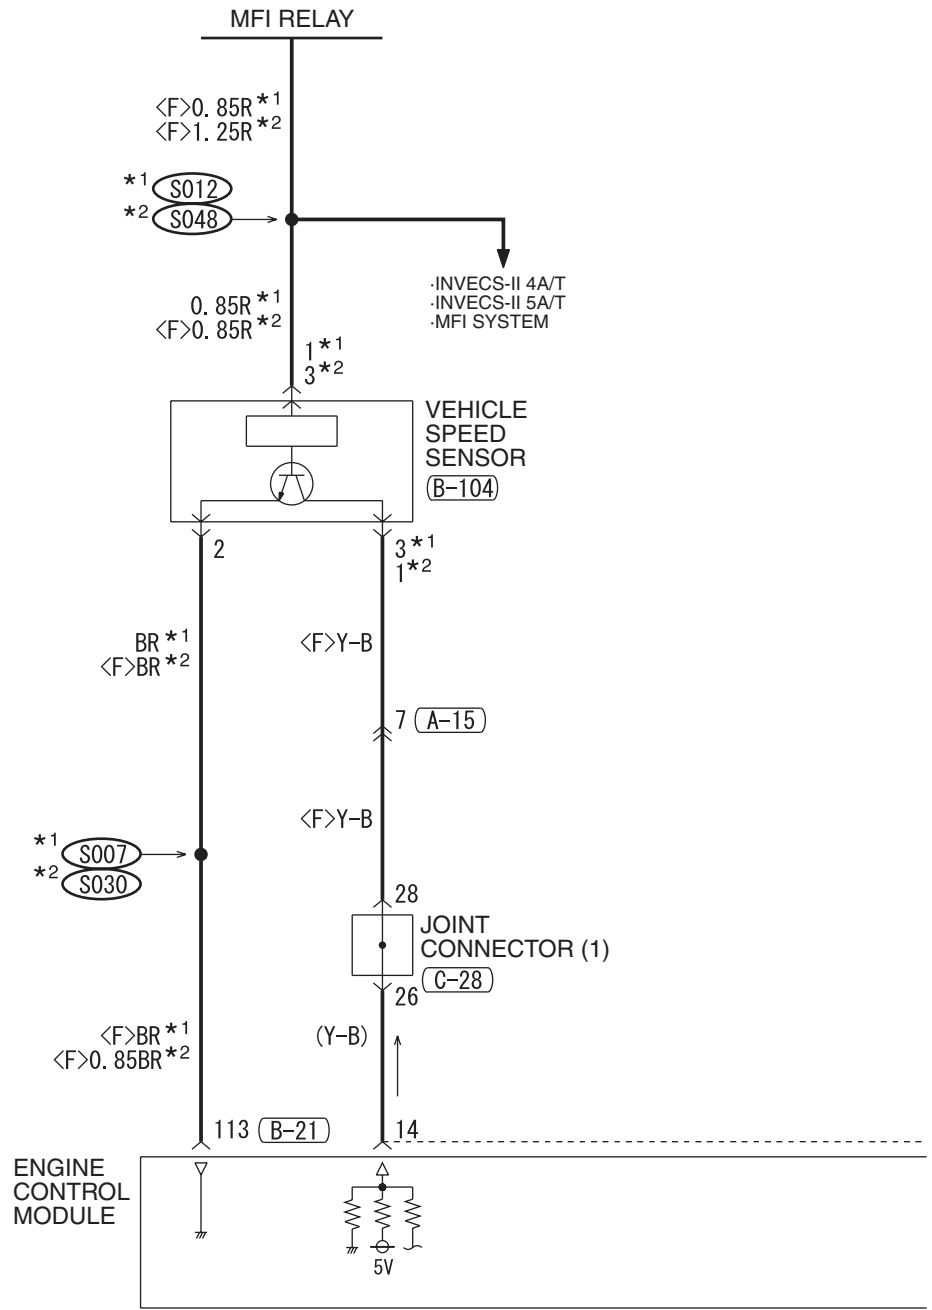 MFI RELAY
<F>0.85R*1
<F>1.25R*2
*1 S012
*2 S048
·INVECS-II 4A/T
·INVECS-II 5A/T
·MFI SYSTEM
0.85R*1
<F>0.85R*2
1*1
3*2
VEHICLE
SPEED
SENSOR
B-104
2
3*1
1*2
BR*1
<F>BR*2
<F>Y-B
7 A-15
<F>Y-B
*1 S007
*2 S030
28
JOINT
CONNECTOR (1)
C-28
26
(Y-B)
<F>BR*1
<F>0.85BR*2
113 B-21
14
ENGINE
CONTROL
MODULE
5V